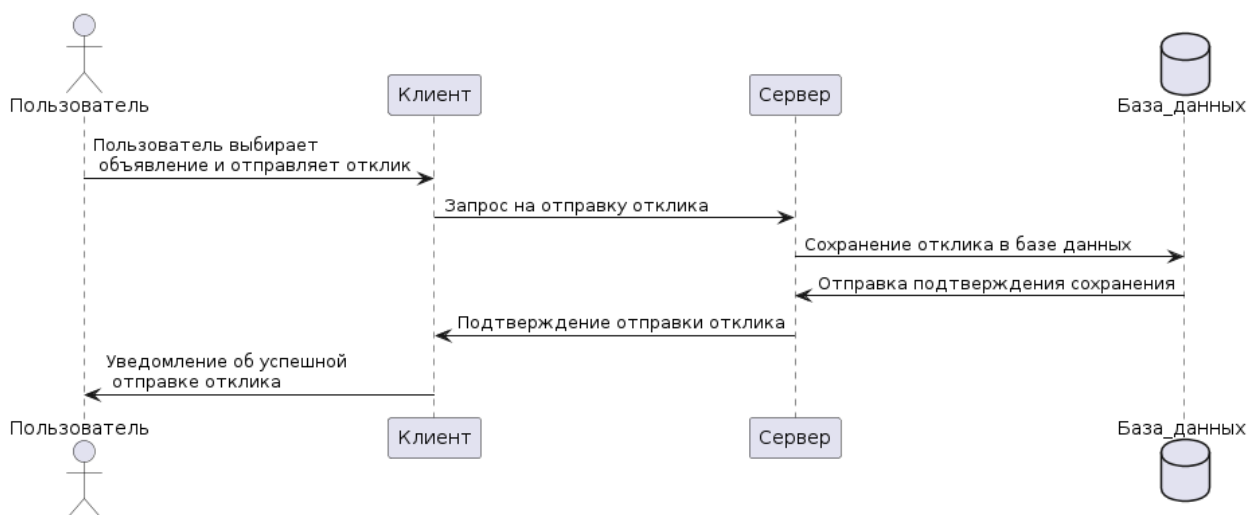 Пользователь
Клиент
Сервер
База_данных
Пользователь выбирает
объявление и отправляет отклик
Запрос на отправку отклика
Сохранение отклика в базе данных
Отправка подтверждения сохранения
Подтверждение отправки отклика
Уведомление об успешной
отправке отклика
Пользователь
Клиент
Сервер
База_данных